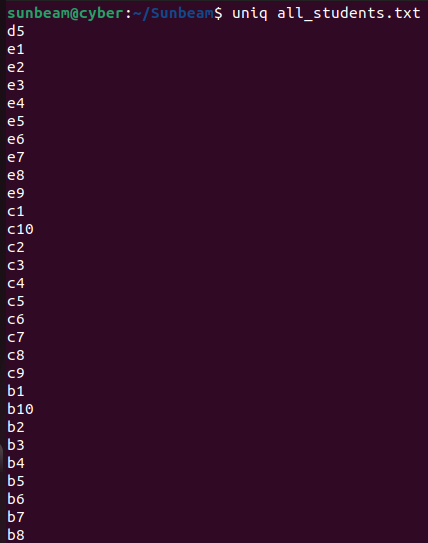 sunbeam@cyber:~/Sunbeam$ uniq all_students.txt
d5
e1
e2
e3
e4
e5
e6
e7
e8
e9
c1
c10
c2
c3
c4
c5
c6
c7
c8
c9
b1
b10
b2
b3
b4
b5
b6
b7
b8